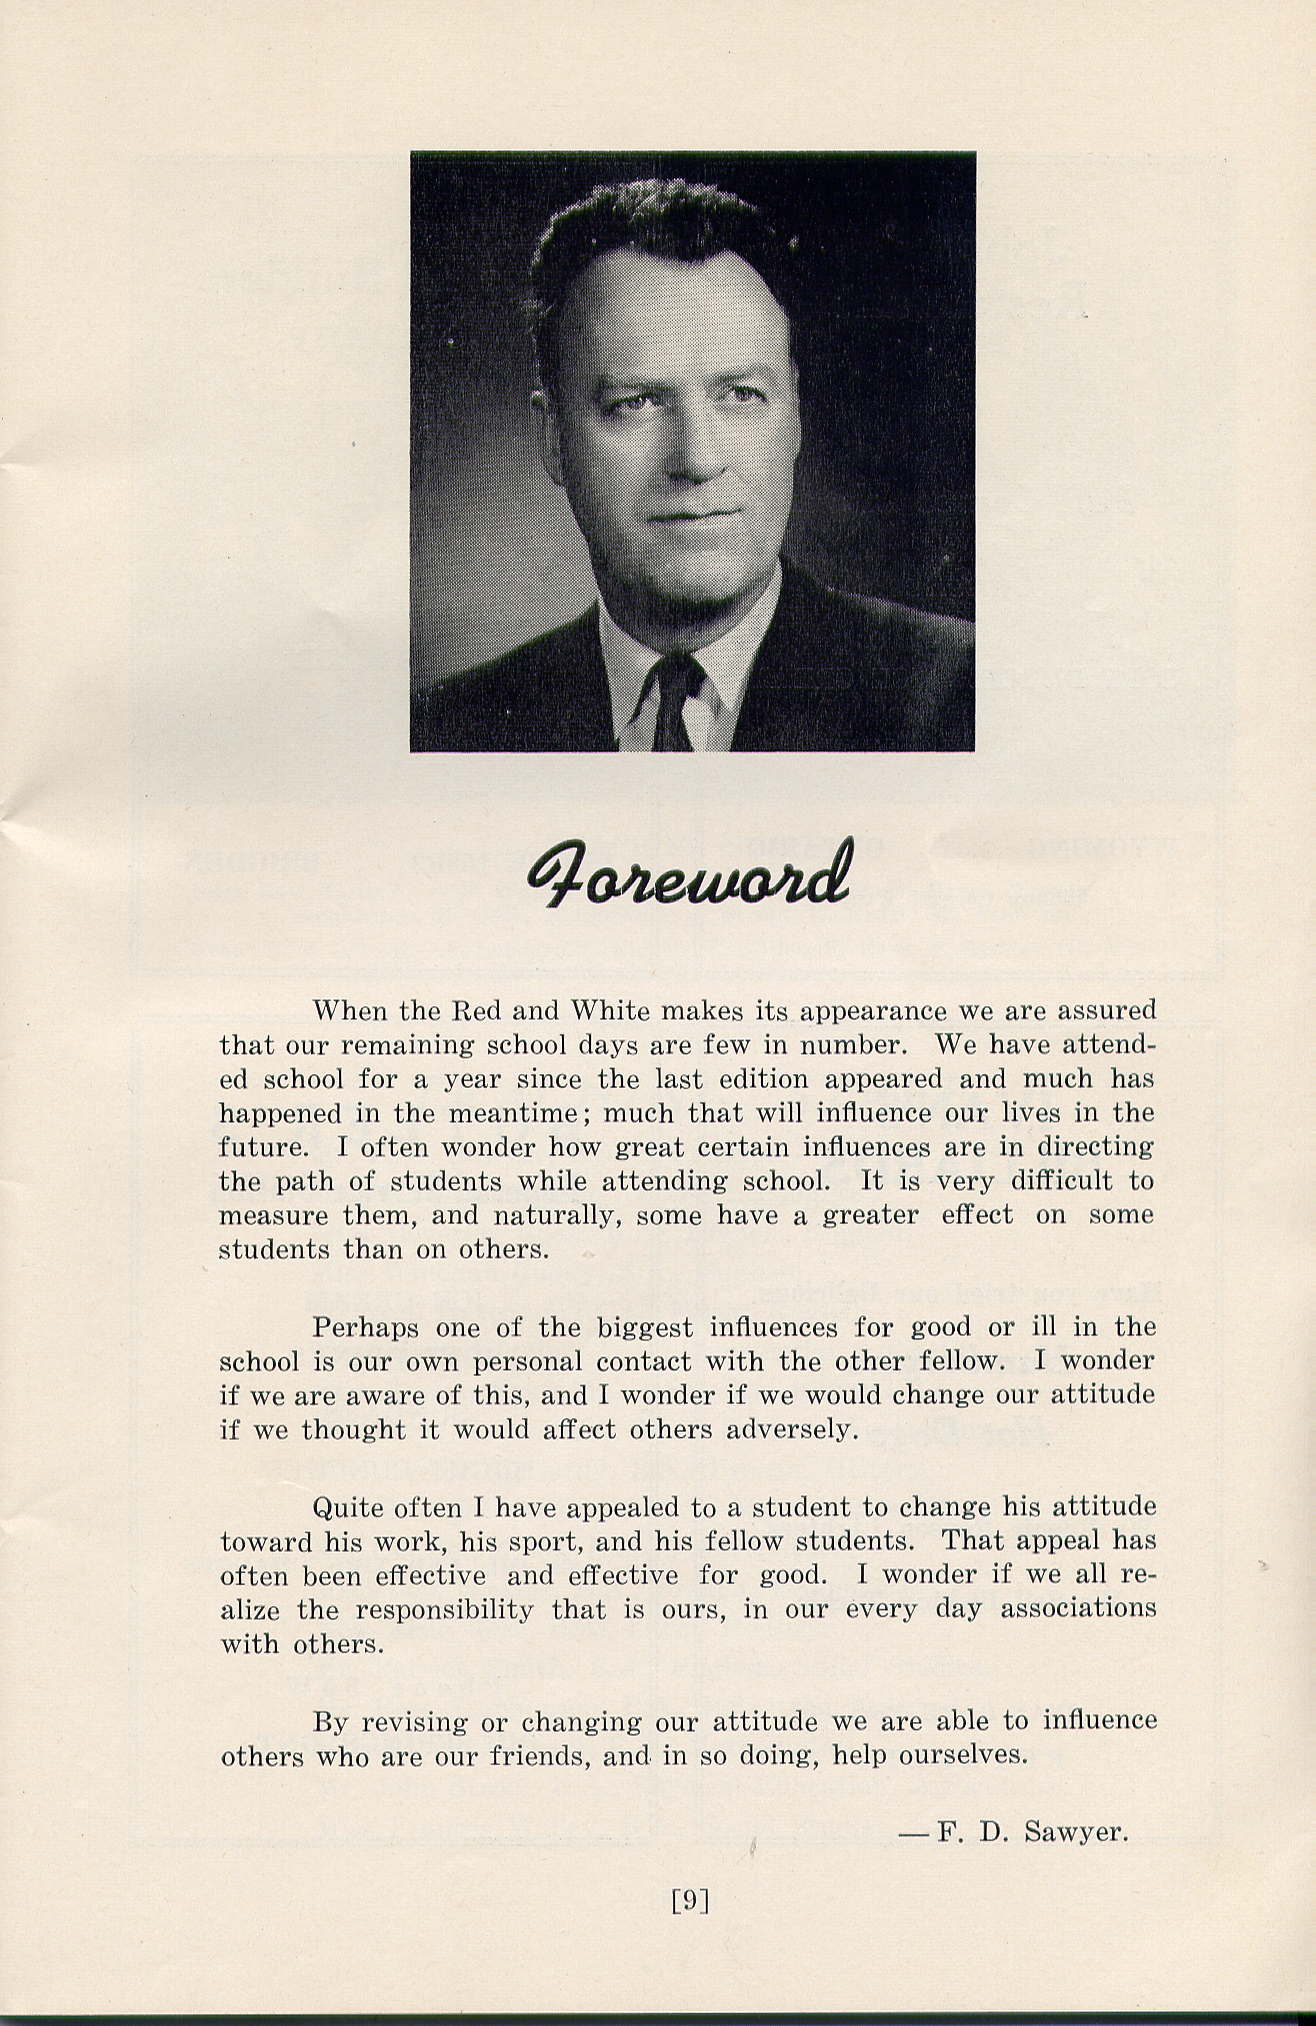 Foreword
When the Red and White makes its appearance we are assured
that our remaining school days are few in number. We have attend-
ed school for a year since the last edition appeared and much has
happened in the meantime; much that will influence our lives in the
future. I often wonder how great certain influences are in directing
the path of students while attending school. It is very difficult to
measure them, and naturally, some have a greater effect on some
students than on others.
Perhaps one of the biggest influences for good or ill in the
school is our own personal contact with the other fellow. I wonder
if we are aware of this, and I wonder if we would change our attitude
if we thought it would affect others adversely.
Quite often I have appealed to a student to change his attitude
toward his work, his sport, and his fellow students. That appeal has
often been effective and effective for good. I wonder if we all re-
alize the responsibility that is ours, in our every day associations
with others.
By revising or changing our attitude we are able to influence
others who are our friends, and in so doing, help ourselves.
— F. D. Sawyer.
[9]